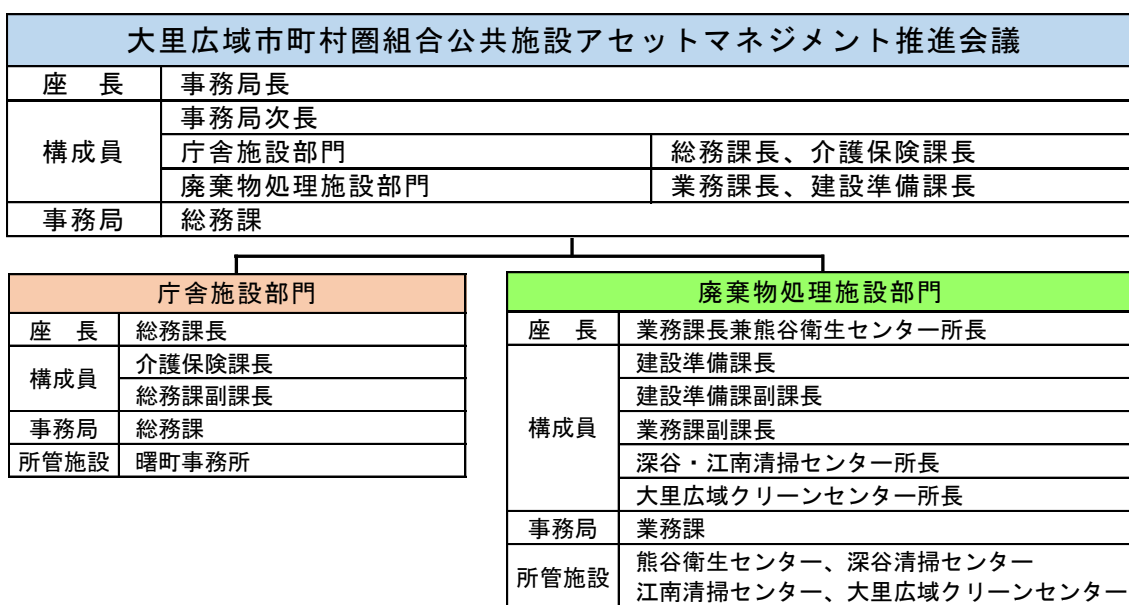 大里広域市町村圏組合公共施設アセットマネジメント推進会議
座　長 事務局長
構成員 事務局次長
庁舎施設部門 総務課長、介護保険課長
廃棄物処理施設部門 業務課長、建設準備課長
事務局 総務課
庁舎施設部門
座　長 総務課長
構成員 介護保険課長
総務課副課長
事務局 総務課
所管施設 曙町事務所
廃棄物処理施設部門
座　長 業務課長兼熊谷衛生センター所長
構成員 建設準備課長
建設準備課副課長
業務課副課長
深谷・江南清掃センター所長
大里広域クリーンセンター所長
事務局 業務課
所管施設 熊谷衛生センター、深谷清掃センター
江南清掃センター、大里広域クリーンセンター